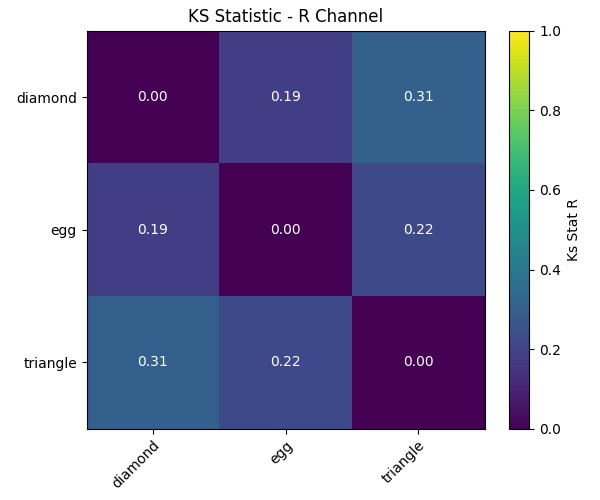 KS Statistic - R Channel
diamond 0.00 0.19 0.31
egg 0.19 0.00 0.22
triangle 0.31 0.22 0.00
diamond egg triangle
1.0
0.8
0.6
0.4
0.2
0.0
Ks Stat R